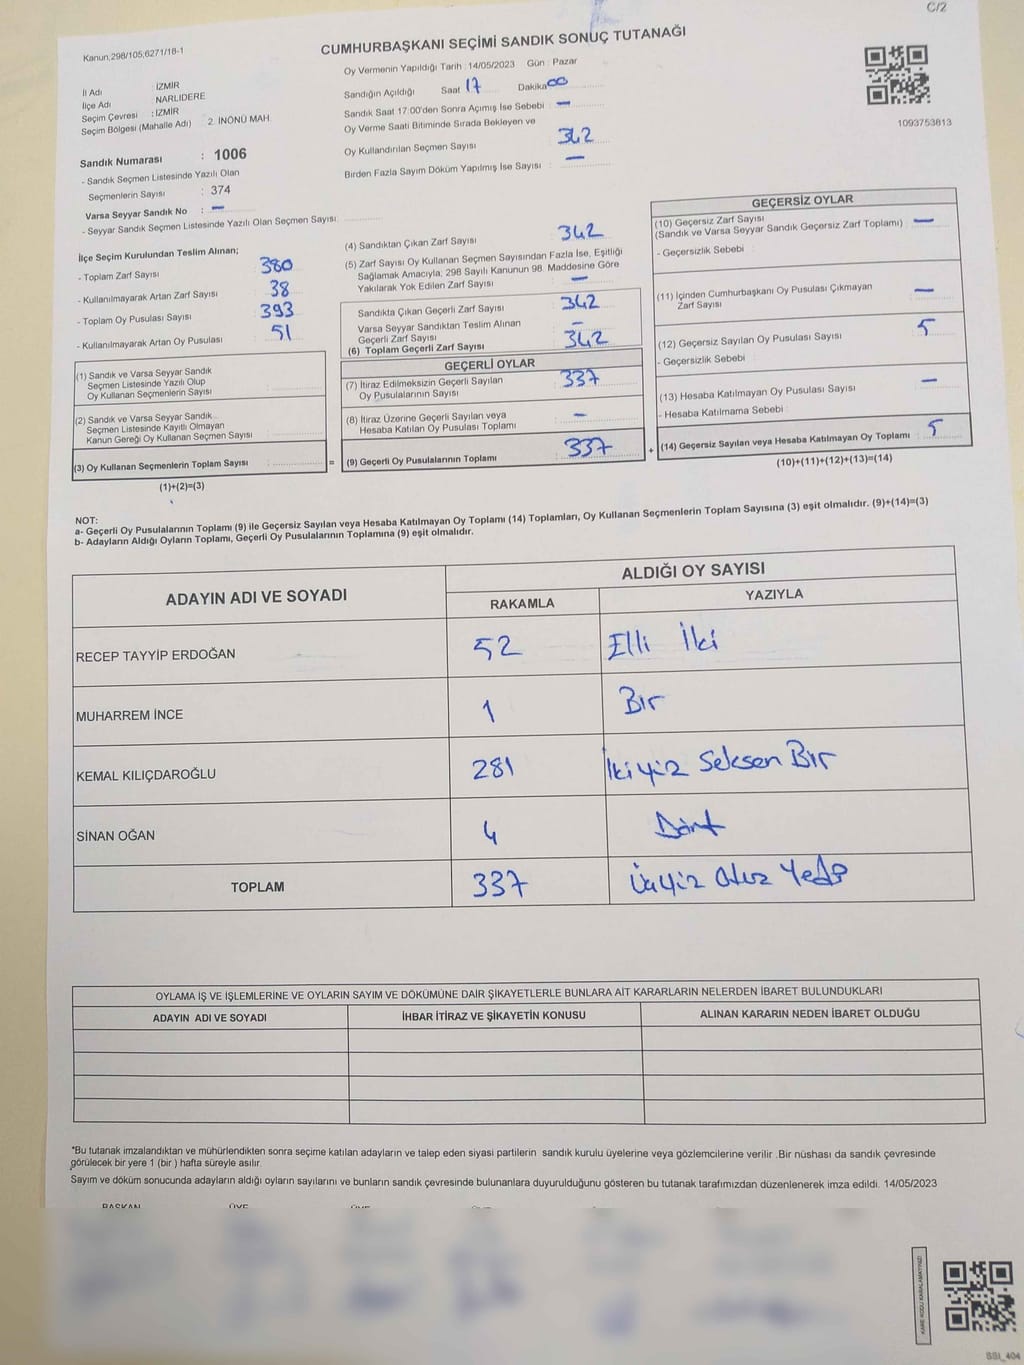 C/2
Kanun,298/105;6271/18-1
CUMHURBAŞKANI SEÇİMİ SANDIK SONUÇ TUTANAĞI
Oy Vermenin Yapıldığı Tarih : 14/05/2023 Gün : Pazar
İl Adı İZMİR
İlçe Adı NARLIDERE
Seçim Çevresi : İZMİR
Seçim Bölgesi (Mahalle Adı) 2. İNÖNÜ MAH.
Sandığın Açıldığı Saat 17 Dakika 00
Sandık Saat 17:00'den Sonra Açımış İse Sebebi : —
Oy Verme Saati Bitiminde Sırada Bekleyen ve
Oy Kullandırılan Seçmen Sayısı 342
Birden Fazla Sayım Döküm Yapılmış İse Sayısı : —
1093753813
Sandık Numarası : 1006
- Sandık Seçmen Listesinde Yazılı Olan
Seçmenlerin Sayısı : 374
Varsa Seyyar Sandık No : —
- Seyyar Sandık Seçmen Listesinde Yazılı Olan Seçmen Sayısı
İlçe Seçim Kurulundan Teslim Alınan;
- Toplam Zarf Sayısı 380
- Kullanılmayarak Artan Zarf Sayısı 38
- Toplam Oy Pusulası Sayısı 393
- Kullanılmayarak Artan Oy Pusulası 51
(1) Sandık ve Varsa Seyyar Sandık
Seçmen Listesinde Yazılı Olup
Oy Kullanan Seçmenlerin Sayısı :
(2) Sandık ve Varsa Seyyar Sandık
Seçmen Listesinde Kayıtlı Olmayan
Kanun Gereği Oy Kullanan Seçmen Sayısı :
(3) Oy Kullanan Seçmenlerin Toplam Sayısı : =
(1)+(2)=(3)
(4) Sandıktan Çıkan Zarf Sayısı 342
(5) Zarf Sayısı Oy Kullanan Seçmen Sayısından Fazla İse, Eşitliği
Sağlamak Amacıyla; 298 Sayılı Kanunun 98. Maddesine Göre
Yakılarak Yok Edilen Zarf Sayısı —
Sandıkta Çıkan Geçerli Zarf Sayısı 342
Varsa Seyyar Sandıktan Teslim Alınan
Geçerli Zarf Sayısı : —
(6) Toplam Geçerli Zarf Sayısı 342
GEÇERLİ OYLAR
(7) İtiraz Edilmeksizin Geçerli Sayılan
Oy Pusulalarının Sayısı 337
(8) İtiraz Üzerine Geçerli Sayılan veya
Hesaba Katılan Oy Pusulası Toplamı —
(9) Geçerli Oy Pusulalarının Toplamı : 337 +
GEÇERSİZ OYLAR
(10) Geçersiz Zarf Sayısı
(Sandık ve Varsa Seyyar Sandık Geçersiz Zarf Toplamı) —
- Geçersizlik Sebebi :
(11) İçinden Cumhurbaşkanı Oy Pusulası Çıkmayan
Zarf Sayısı —
(12) Geçersiz Sayılan Oy Pusulası Sayısı 5
- Geçersizlik Sebebi :
(13) Hesaba Katılmayan Oy Pusulası Sayısı —
- Hesaba Katılmama Sebebi :
(14) Geçersiz Sayılan veya Hesaba Katılmayan Oy Toplamı 5
(10)+(11)+(12)+(13)=(14)
NOT:
a- Geçerli Oy Pusulalarının Toplamı (9) ile Geçersiz Sayılan veya Hesaba Katılmayan Oy Toplamı (14) Toplamları, Oy Kullanan Seçmenlerin Toplam Sayısına (3) eşit olmalıdır. (9)+(14)=(3)
b- Adayların Aldığı Oyların Toplamı, Geçerli Oy Pusulalarının Toplamına (9) eşit olmalıdır.
ADAYIN ADI VE SOYADI
ALDIĞI OY SAYISI
RAKAMLA YAZIYLA
RECEP TAYYİP ERDOĞAN 52 Elli İki
MUHARREM İNCE 1 Bir
KEMAL KILIÇDAROĞLU 281 İkiyüz Seksen Bir
SİNAN OĞAN 4 Dört
TOPLAM 337 Üçyüz Otuz Yedi
OYLAMA İŞ VE İŞLEMLERİNE VE OYLARIN SAYIM VE DÖKÜMÜNE DAİR ŞİKAYETLERLE BUNLARA AİT KARARLARIN NELERDEN İBARET BULUNDUKLARI
ADAYIN ADI VE SOYADI İHBAR İTİRAZ VE ŞİKAYETİN KONUSU ALINAN KARARIN NEDEN İBARET OLDUĞU
*Bu tutanak imzalandıktan ve mühürlendikten sonra seçime katılan adayların ve talep eden siyasi partilerin sandık kurulu üyelerine veya gözlemcilerine verilir .Bir nüshası da sandık çevresinde
görülecek bir yere 1 (bir ) hafta süreyle asılır.
Sayım ve döküm sonucunda adayların aldığı oyların sayılarını ve bunların sandık çevresinde bulunanlara duyurulduğunu gösteren bu tutanak tarafımızdan düzenlenerek imza edildi. 14/05/2023
BAŞKAN ÜYE
KARE KODU KARALAMAYINIZ!
SSI_404